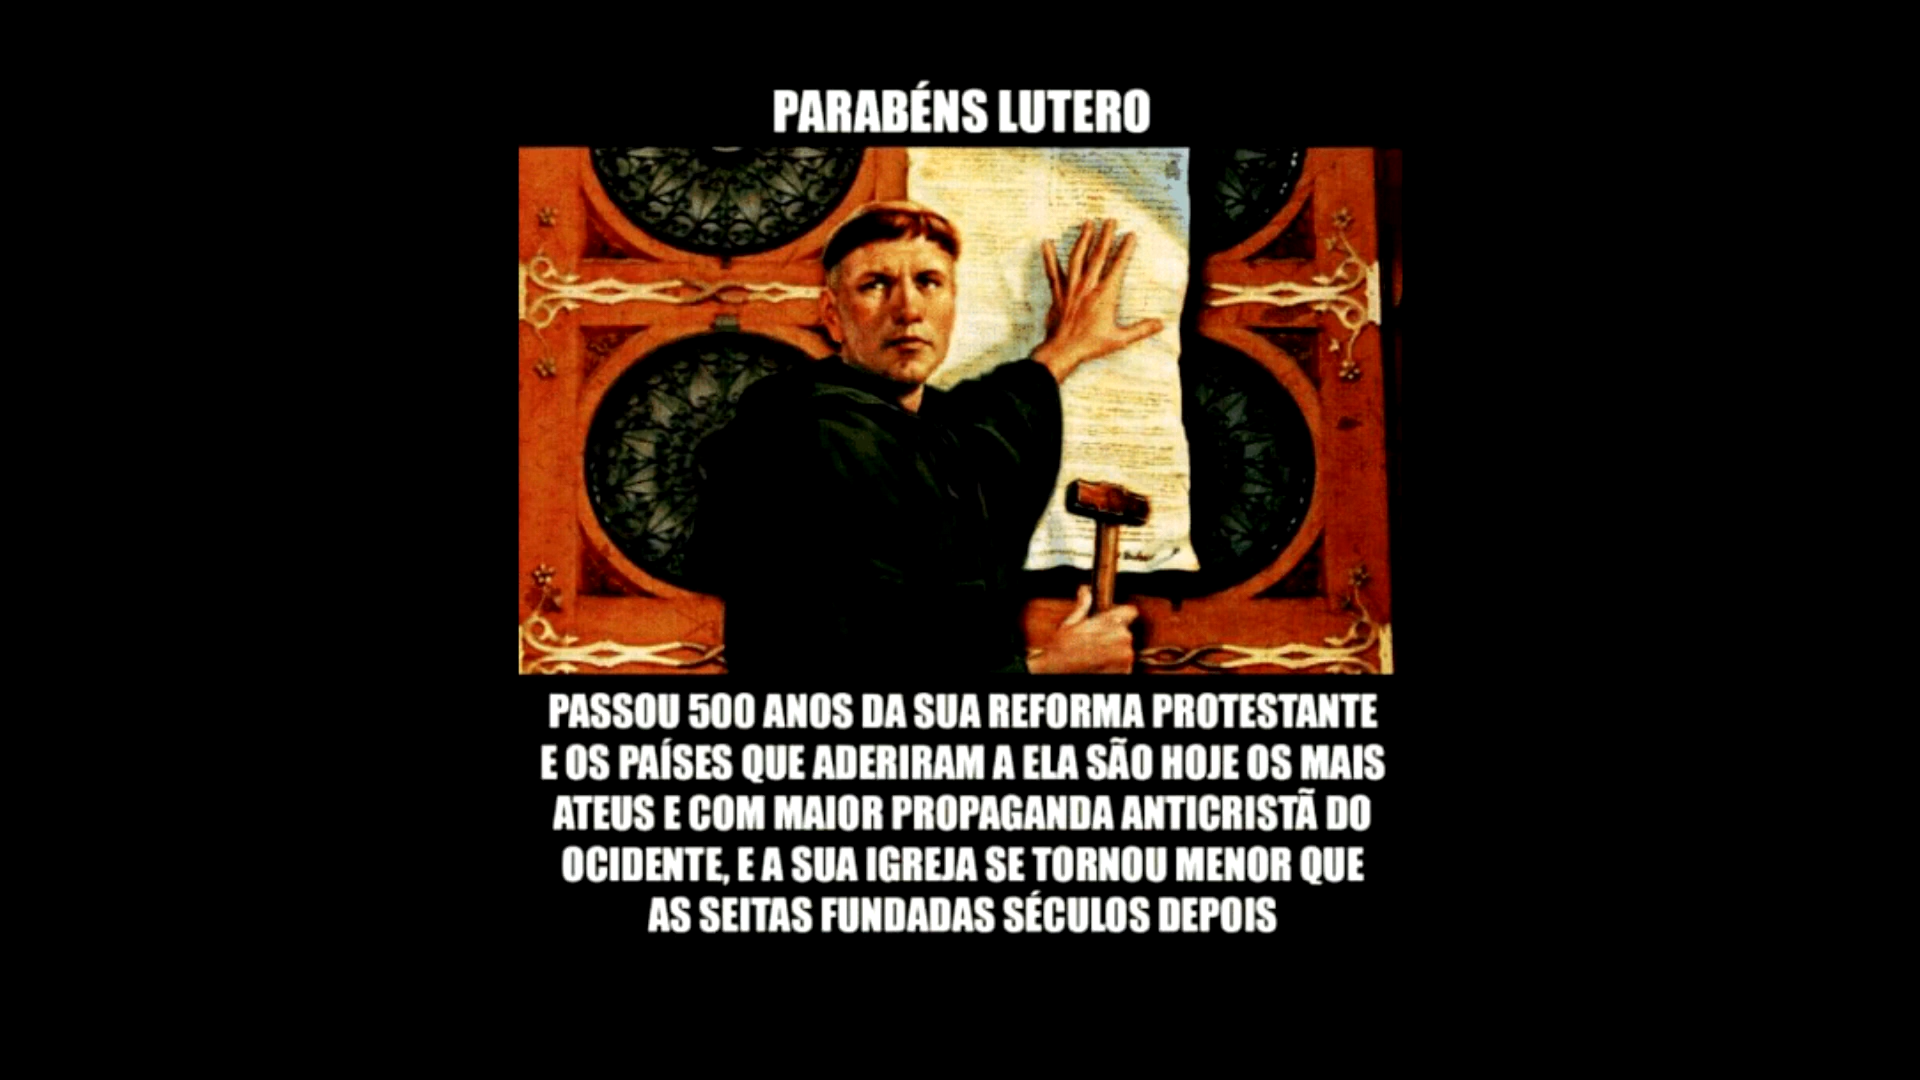 PARABÉNS LUTERO
PASSOU 500 ANOS DA SUA REFORMA PROTESTANTE
E OS PAÍSES QUE ADERIRAM A ELA SÃO HOJE OS MAIS
ATEUS E COM MAIOR PROPAGANDA ANTICRISTÃ DO
OCIDENTE, E A SUA IGREJA SE TORNOU MENOR QUE
AS SEITAS FUNDADAS SÉCULOS DEPOIS